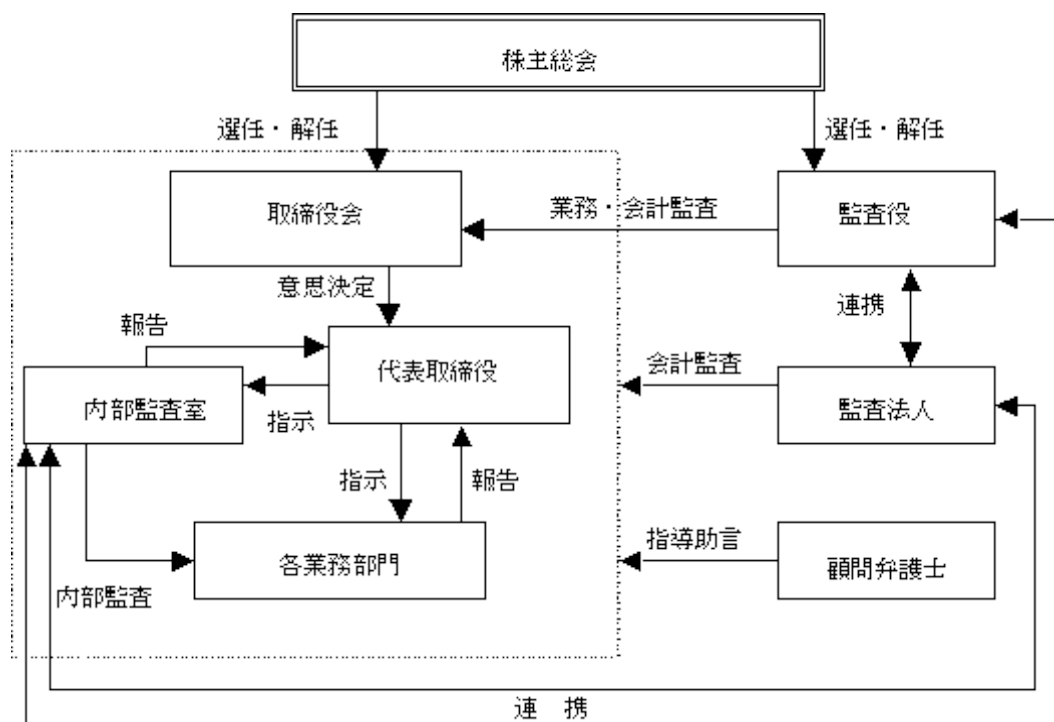 株主総会
選任・解任
選任・解任
取締役会
業務・会計監査
監査役
意思決定
連携
報告
代表取締役
会計監査
内部監査室
監査法人
指示
指示
報告
指導助言
各業務部門
顧問弁護士
内部監査
連　携